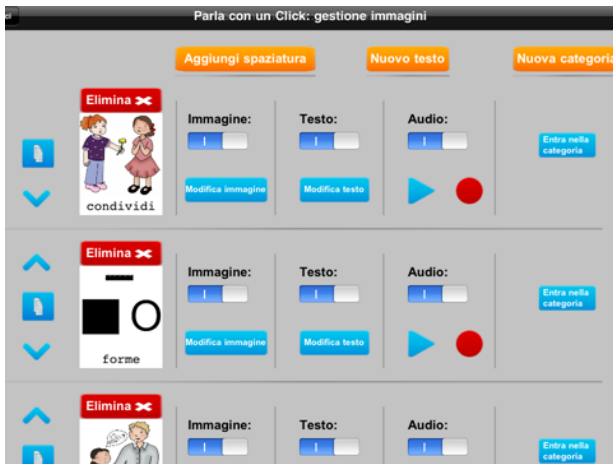 ci
Parla con un Click: gestione immagini
Aggiungi spaziatura
Nuovo testo
Nuova categoria
Elimina
Immagine:
Testo:
Audio:
Modifica immagine
Modifica testo
Entra nella
categoria
condividi
Elimina
Immagine:
Testo:
Audio:
Modifica immagine
Modifica testo
Entra nella
categoria
forme
Elimina
Immagine:
Testo:
Audio:
Entra nella
categoria